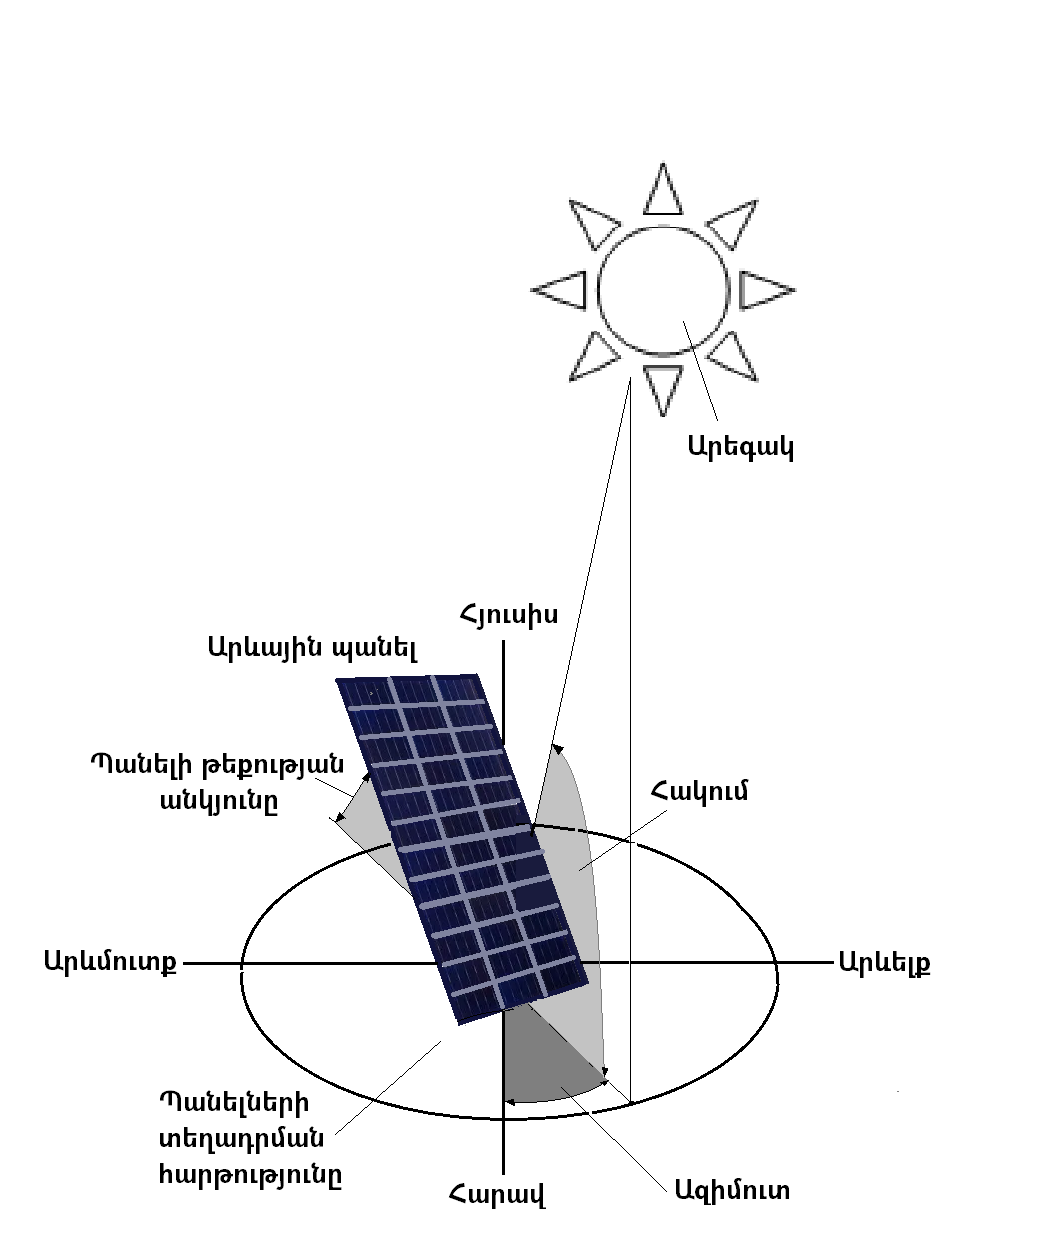 Արեգակ
Հյուսիս
Արևային պանել
Պանելի թեքության
անկյունը
Հակում
Արևմուտք
Արևելք
Պանելների
տեղադրման
հարթությունը
Հարավ
Ազիմուտ